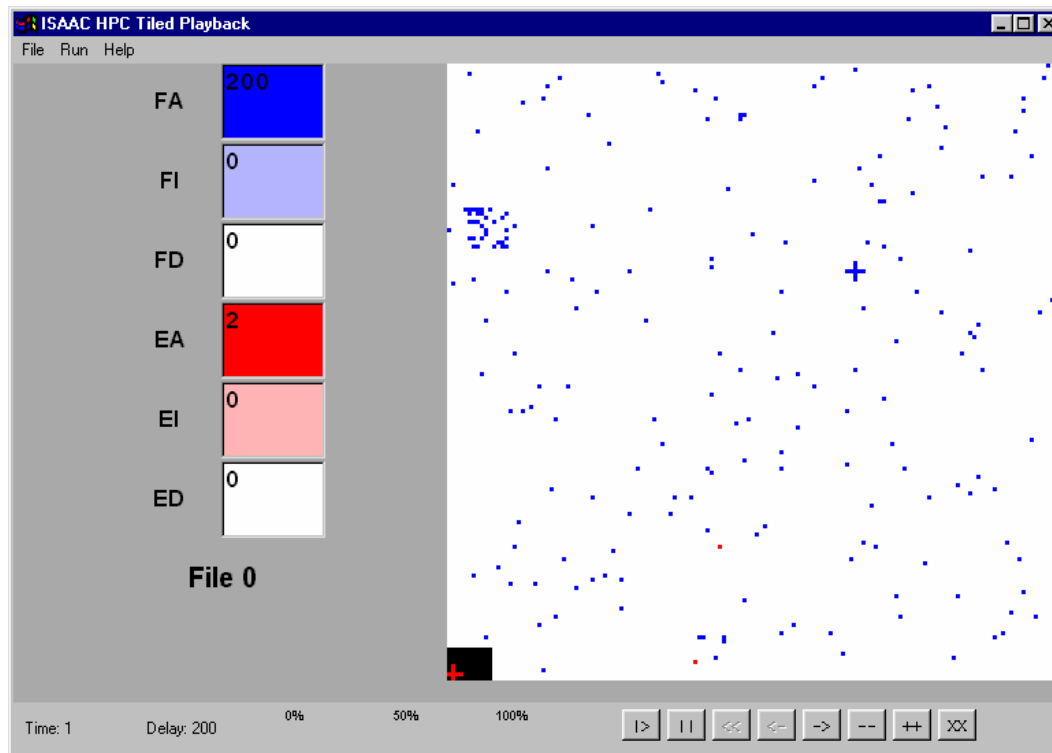 ISAAC HPC Tiled Playback
File Run Help
FA 200
FI 0
FD 0
EA 2
EI 0
ED 0
File 0
Time: 1 Delay: 200 0% 50% 100% |> || << <- -> -- ++ XX